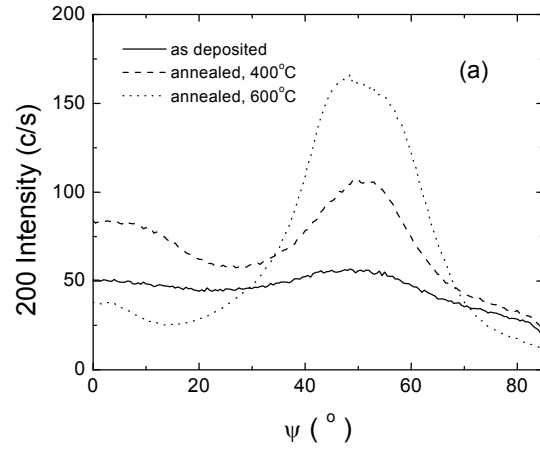 200
as deposited
annealed, 400°C
annealed, 600°C
(a)
150
100
50
0
200 Intensity (c/s)
0 20 40 60 80
ψ ( ° )